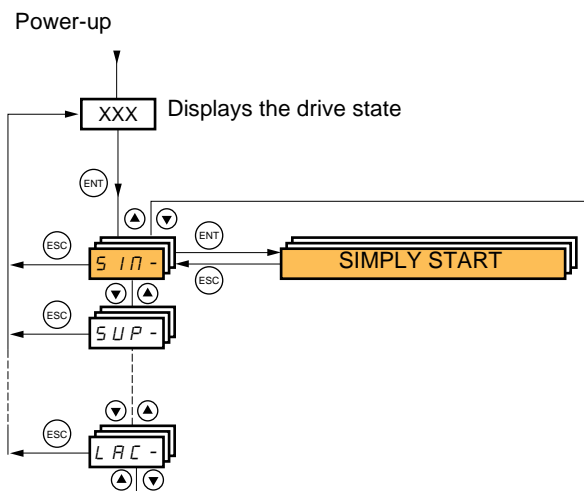 Power-up
XXX Displays the drive state
ENT
ESC SIM- ENT SIMPLY START
ESC
ESC SUP-
ESC LAC-